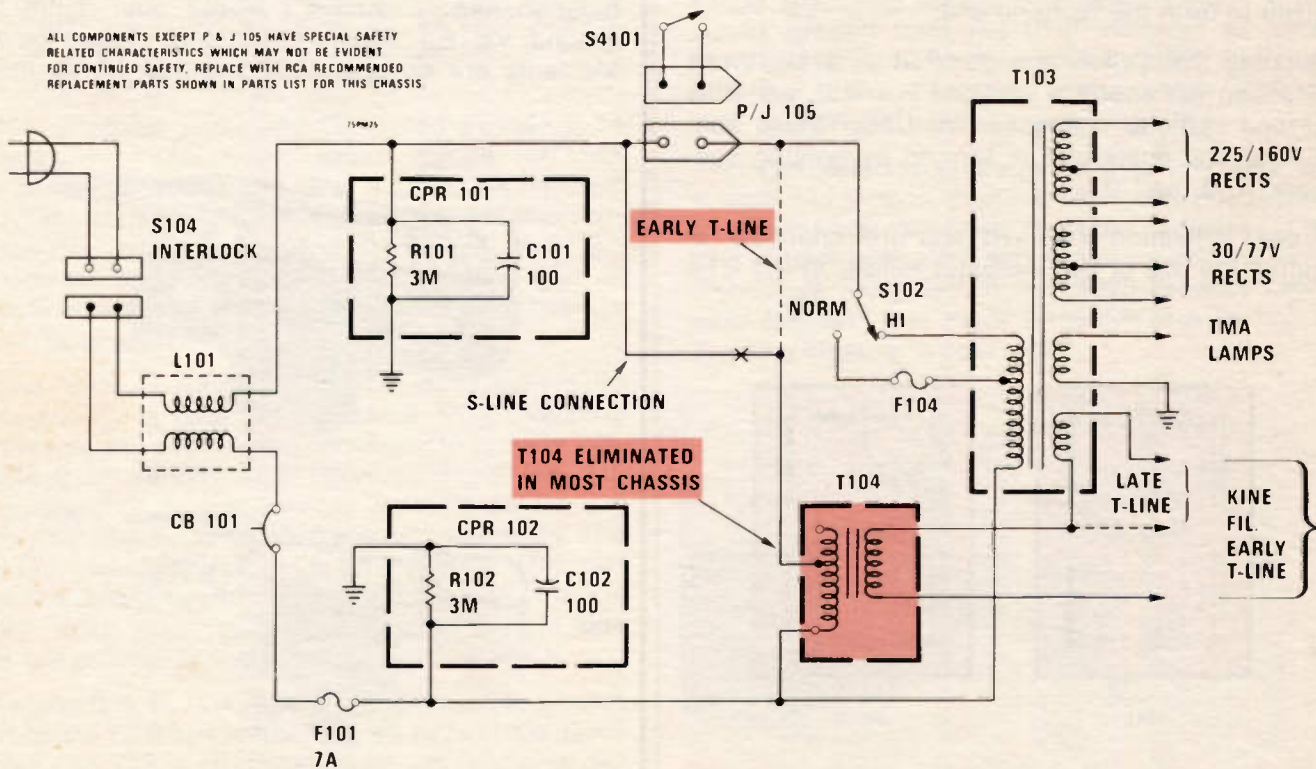 ALL COMPONENTS EXCEPT P & J 105 HAVE SPECIAL SAFETY
RELATED CHARACTERISTICS WHICH MAY NOT BE EVIDENT
FOR CONTINUED SAFETY, REPLACE WITH RCA RECOMMENDED
REPLACEMENT PARTS SHOWN IN PARTS LIST FOR THIS CHASSIS
S4101
P/J 105
T103
225/160V
RECTS
30/77V
RECTS
TMA
LAMPS
S104
INTERLOCK
CPR 101
R101
3M
C101
100
EARLY T-LINE
NORM
S102
HI
F104
L101
S-LINE CONNECTION
T104 ELIMINATED
IN MOST CHASSIS
T104
LATE
T-LINE
KINE
FIL.
EARLY
T-LINE
CB 101
CPR 102
R102
3M
C102
100
F101
7A